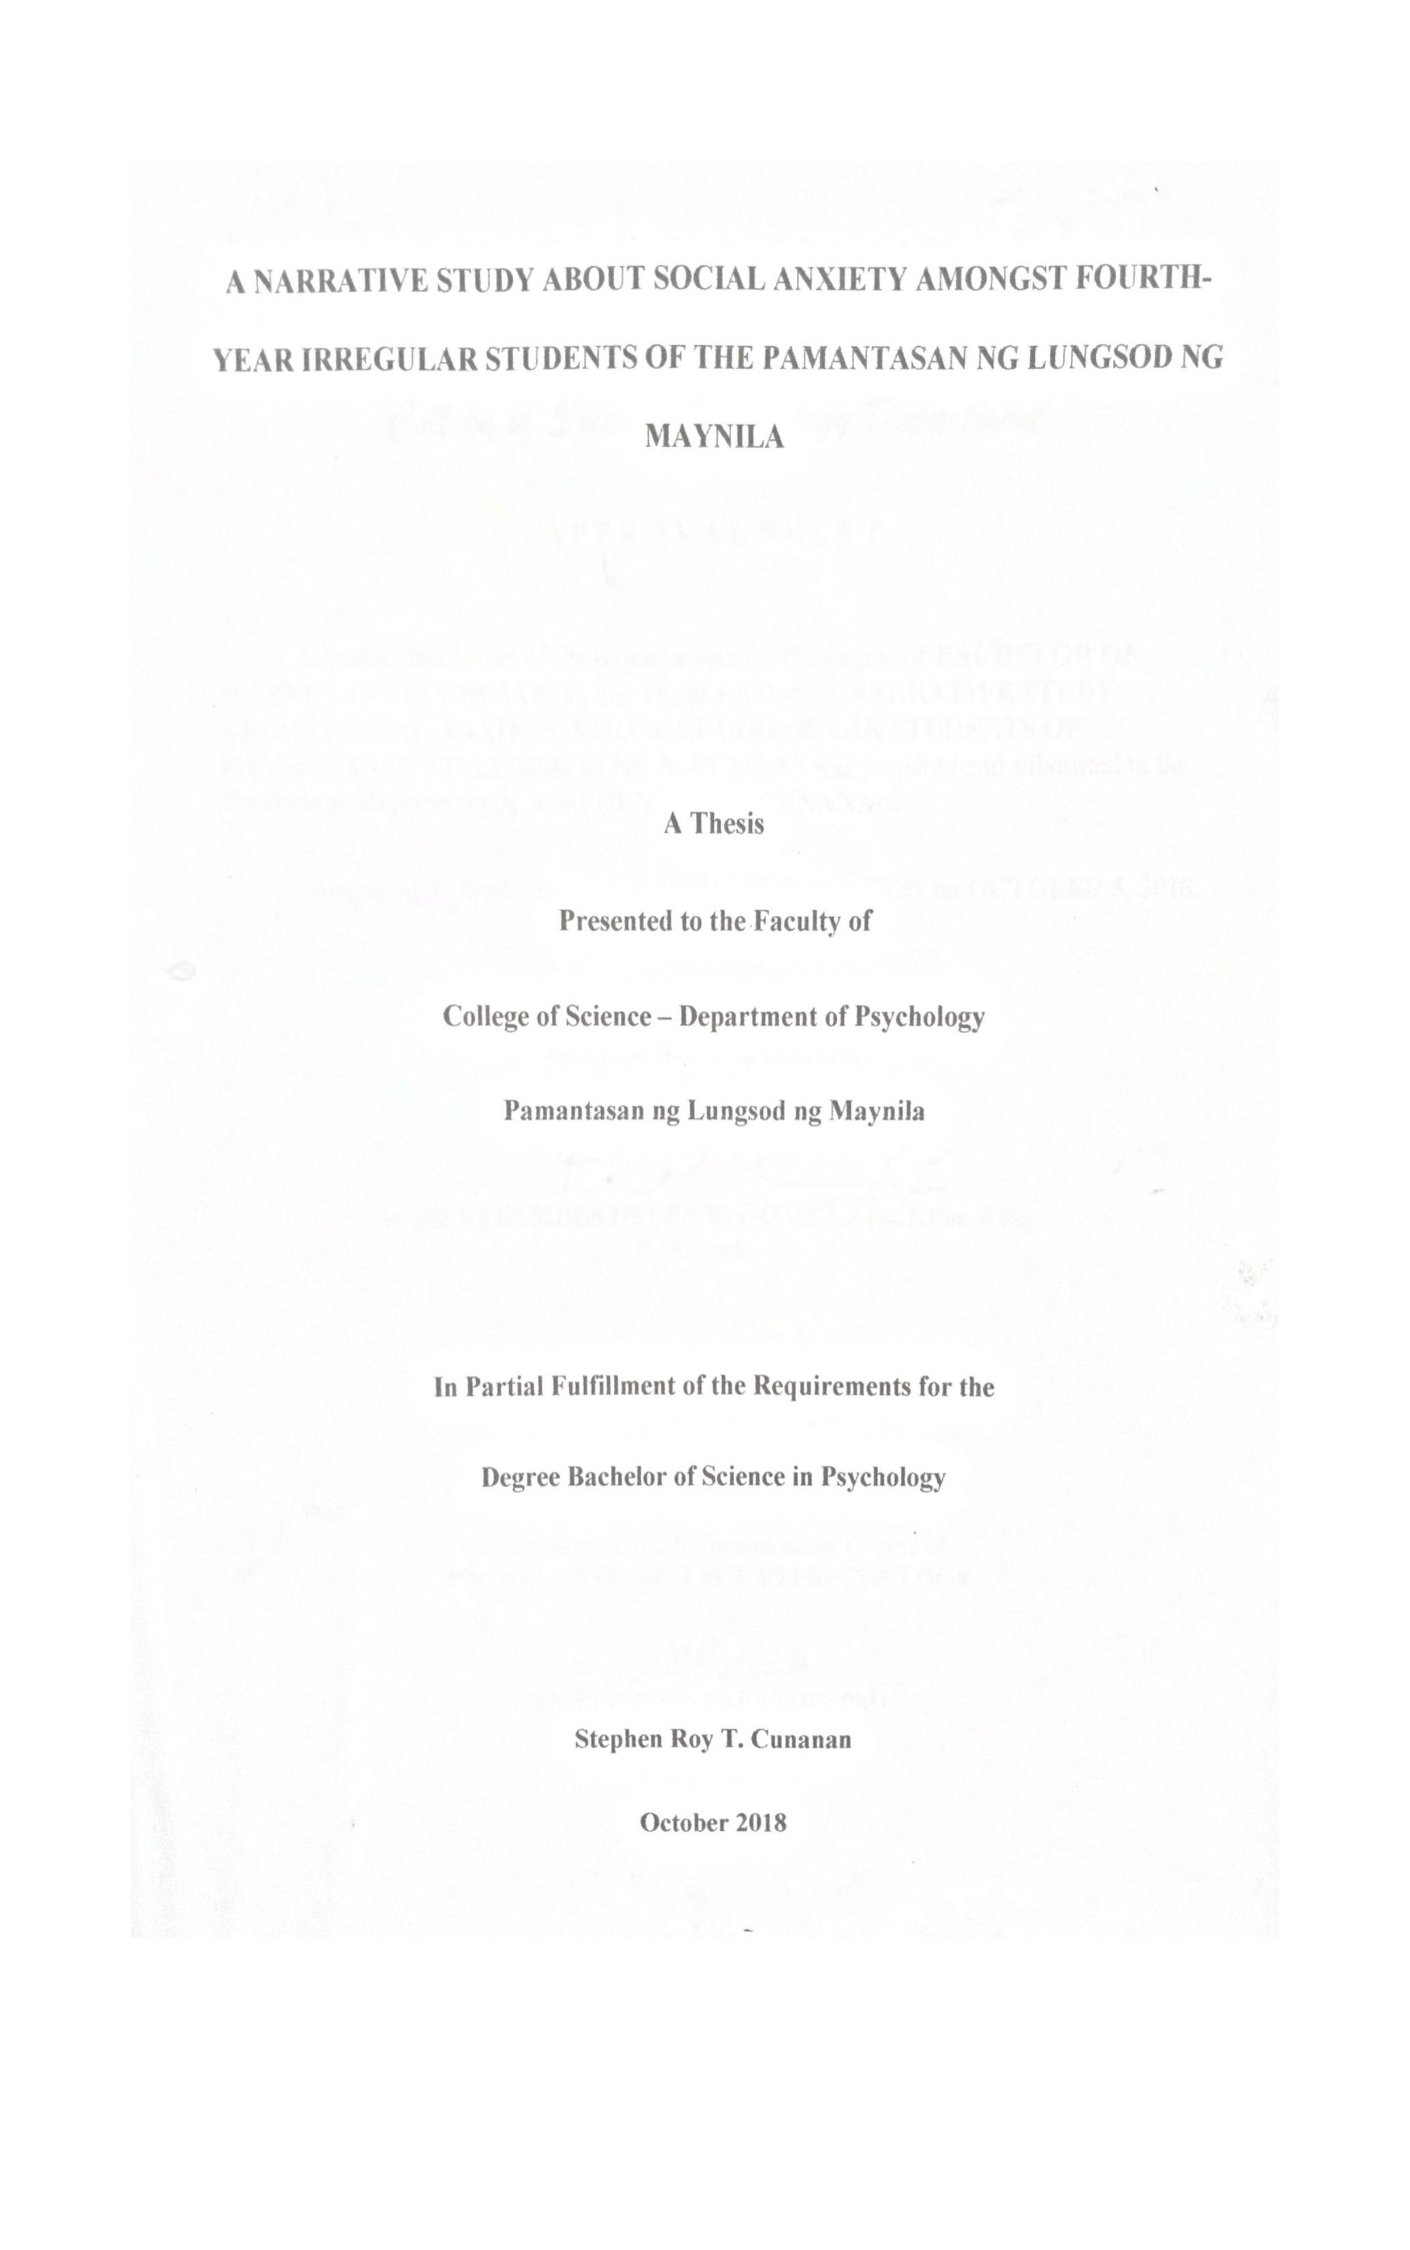 A NARRATIVE STUDY ABOUT SOCIAL ANXIETY AMONGST FOURTH-
YEAR IRREGULAR STUDENTS OF THE PAMANTASAN NG LUNGSOD NG
MAYNILA
A Thesis
Presented to the Faculty of
College of Science – Department of Psychology
Pamantasan ng Lungsod ng Maynila
In Partial Fulfillment of the Requirements for the
Degree Bachelor of Science in Psychology
Stephen Roy T. Cunanan
October 2018